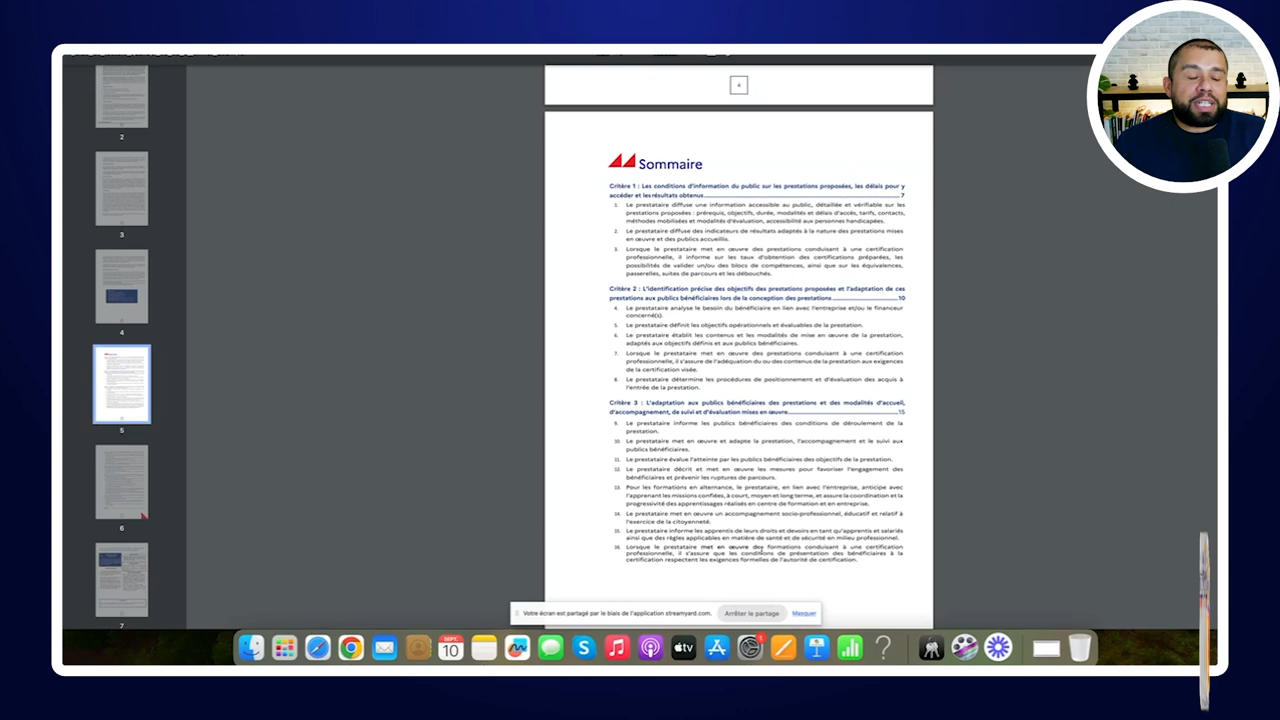 4
Sommaire
Critère 1 : Les conditions d'information du public sur les prestations proposées, les délais pour y
accéder et les résultats obtenus 7
1. Le prestataire diffuse une information accessible au public, détaillée et vérifiable sur les
prestations proposées : prérequis, objectifs, durée, modalités et délais d'accès, tarifs, contacts,
méthodes mobilisées et modalités d'évaluation, accessibilité aux personnes handicapées.
2. Le prestataire diffuse des indicateurs de résultats adaptés à la nature des prestations mises
en œuvre et des publics accueillis.
3. Lorsque le prestataire met en œuvre des prestations conduisant à une certification
professionnelle, il informe sur les taux d'obtention des certifications préparées, les
possibilités de valider un/ou des blocs de compétences, ainsi que sur les équivalences,
passerelles, suites de parcours et les débouchés.
Critère 2 : L'identification précise des objectifs des prestations proposées et l'adaptation de ces
prestations aux publics bénéficiaires lors de la conception des prestations 10
4. Le prestataire analyse le besoin du bénéficiaire en lien avec l'entreprise et/ou le financeur
concerné(s).
5. Le prestataire définit les objectifs opérationnels et évaluables de la prestation.
6. Le prestataire établit les contenus et les modalités de mise en œuvre de la prestation,
adaptés aux objectifs définis et aux publics bénéficiaires.
7. Lorsque le prestataire met en œuvre des prestations conduisant à une certification
professionnelle, il s'assure de l'adéquation du ou des contenus de la prestation aux exigences
de la certification visée.
8. Le prestataire détermine les procédures de positionnement et d'évaluation des acquis à
l'entrée de la prestation.
Critère 3 : L'adaptation aux publics bénéficiaires des prestations et des modalités d'accueil,
d'accompagnement, de suivi et d'évaluation mises en œuvre 15
9. Le prestataire informe les publics bénéficiaires des conditions de déroulement de la
prestation.
10. Le prestataire met en œuvre et adapte la prestation, l'accompagnement et le suivi aux
publics bénéficiaires.
11. Le prestataire évalue l'atteinte par les publics bénéficiaires des objectifs de la prestation.
12. Le prestataire décrit et met en œuvre les mesures pour favoriser l'engagement des
bénéficiaires et prévenir les ruptures de parcours.
13. Pour les formations en alternance, le prestataire, en lien avec l'entreprise, anticipe avec
l'apprenant les missions confiées, à court, moyen et long terme, et assure la coordination et la
progressivité des apprentissages réalisés en centre de formation et en entreprise.
14. Le prestataire met en œuvre un accompagnement socio-professionnel, éducatif et relatif à
l'exercice de la citoyenneté.
15. Le prestataire informe les apprentis de leurs droits et devoirs en tant qu'apprentis et salariés
ainsi que des règles applicables en matière de santé et de sécurité en milieu professionnel.
16. Lorsque le prestataire met en œuvre des formations conduisant à une certification
professionnelle, il s'assure que les conditions de présentation des bénéficiaires à la
certification respectent les exigences formelles de l'autorité de certification.
2
3
4
5
6
7
Votre écran est partagé par le biais de l'application streamyard.com. Arrêter le partage Masquer
SEPT.
10
tv
1